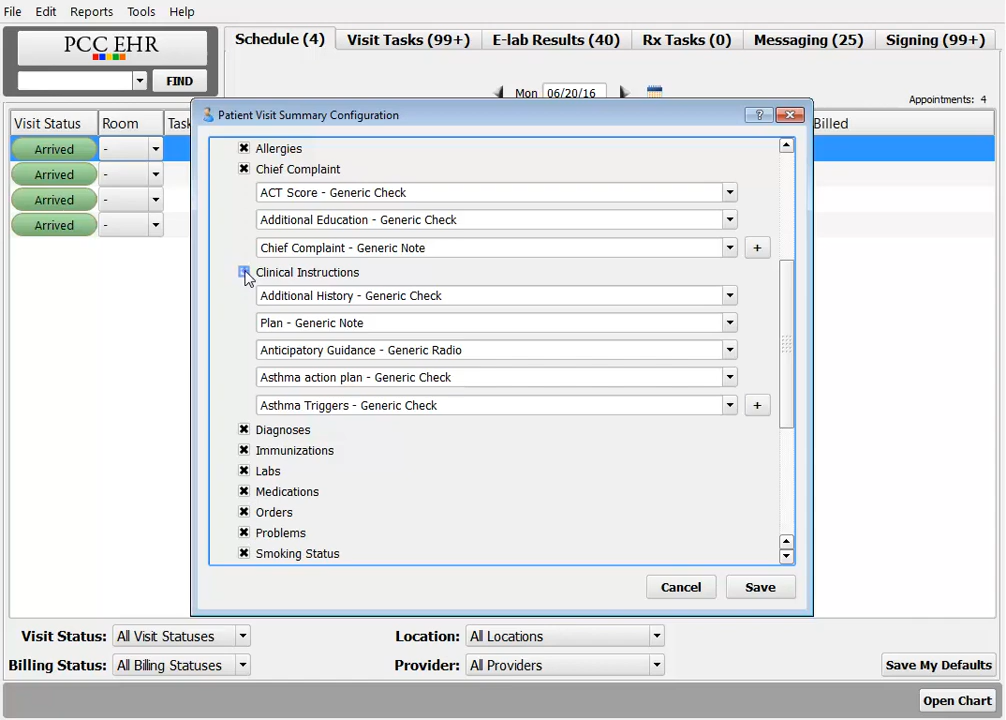 File Edit Reports Tools Help
PCC EHR
FIND
Schedule (4) Visit Tasks (99+) E-lab Results (40) Rx Tasks (0) Messaging (25) Signing (99+)
Mon 06/20/16
Appointments: 4
Visit Status Room Task Billed
Arrived -
Arrived -
Arrived -
Arrived -
Patient Visit Summary Configuration
?
Allergies
Chief Complaint
ACT Score - Generic Check
Additional Education - Generic Check
Chief Complaint - Generic Note +
Clinical Instructions
Additional History - Generic Check
Plan - Generic Note
Anticipatory Guidance - Generic Radio
Asthma action plan - Generic Check
Asthma Triggers - Generic Check +
Diagnoses
Immunizations
Labs
Medications
Orders
Problems
Smoking Status
Cancel Save
Visit Status: All Visit Statuses Location: All Locations
Billing Status: All Billing Statuses Provider: All Providers Save My Defaults
Open Chart